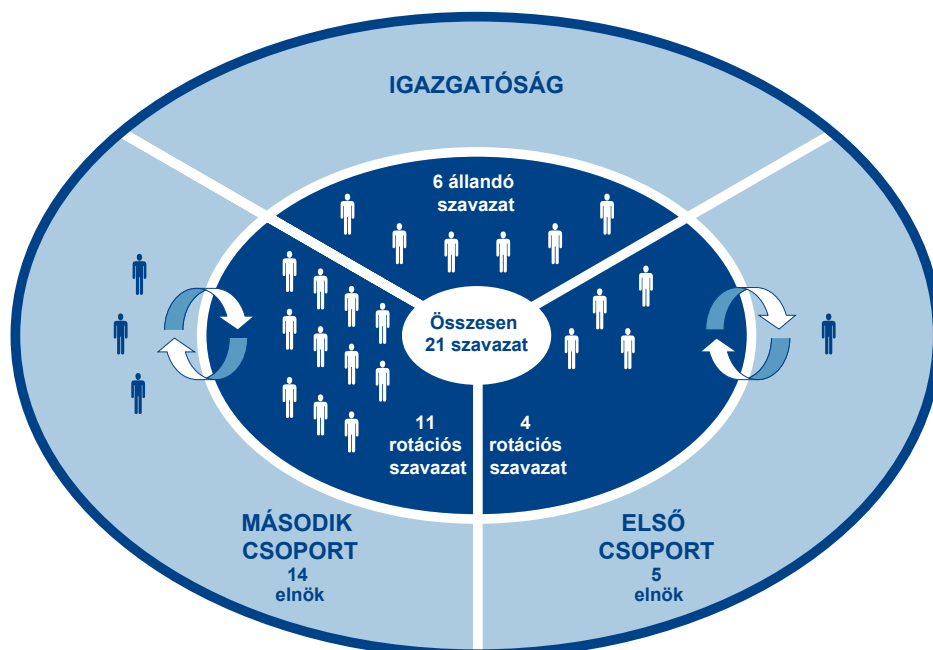 IGAZGATÓSÁG
6 állandó
szavazat
Összesen
21 szavazat
11
rotációs
szavazat
4
rotációs
szavazat
MÁSODIK
CSOPORT
14
elnök
ELSŐ
CSOPORT
5
elnök